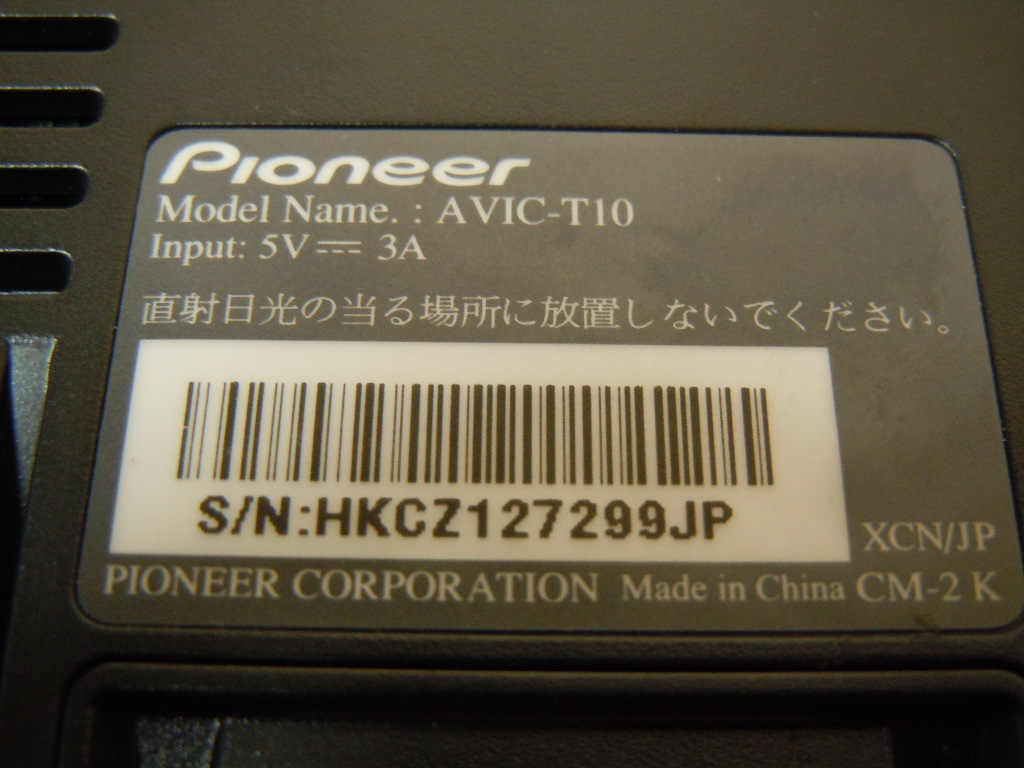 Pioneer
Model Name. : AVIC-T10
Input: 5V⎓ 3A
直射日光の当る場所に放置しないでください。
S/N:HKCZ127299JP
XCN/JP
PIONEER CORPORATION Made in China CM-2 K